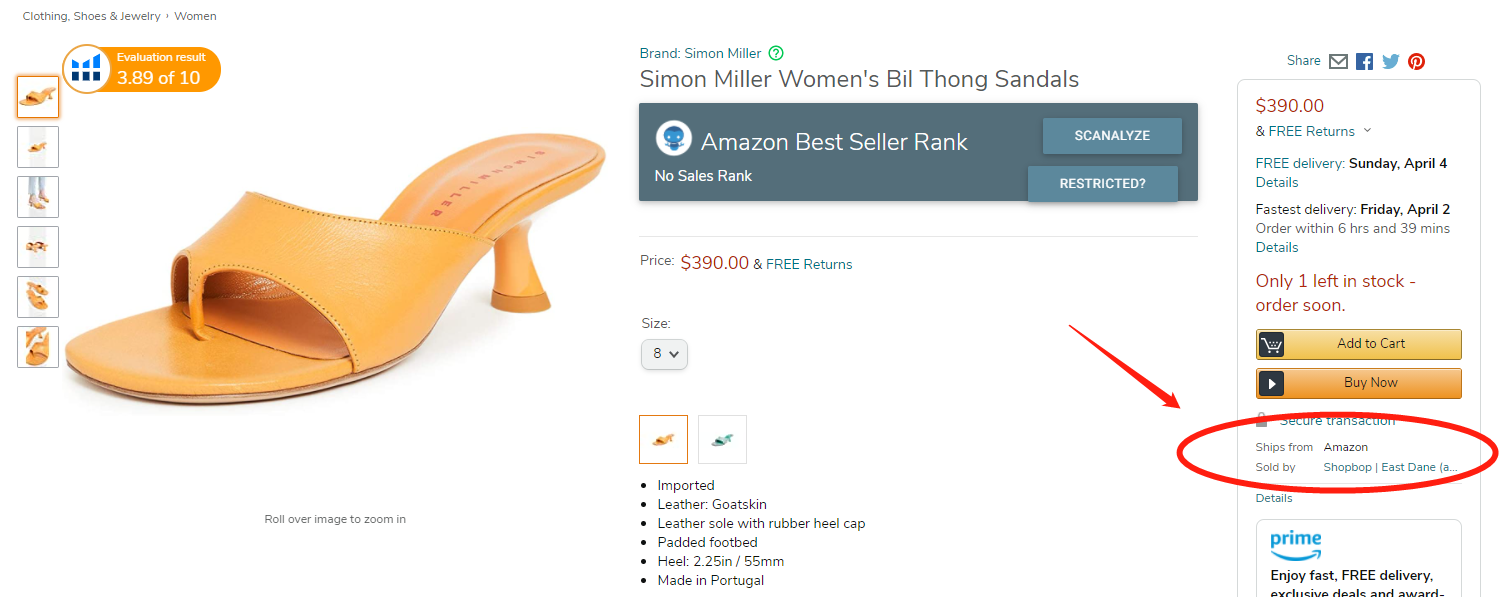 Clothing, Shoes & Jewelry › Women
Evaluation result
3.89 of 10
SIMONMILLER
Roll over image to zoom in
Brand: Simon Miller ?
Simon Miller Women's Bil Thong Sandals
Amazon Best Seller Rank
No Sales Rank
SCANALYZE
RESTRICTED?
Price: $390.00 & FREE Returns
Size:
8
Imported
Leather: Goatskin
Leather sole with rubber heel cap
Padded footbed
Heel: 2.25in / 55mm
Made in Portugal
Share
$390.00
& FREE Returns
FREE delivery: Sunday, April 4
Details
Fastest delivery: Friday, April 2
Order within 6 hrs and 39 mins
Details
Only 1 left in stock -
order soon.
Add to Cart
Buy Now
Secure transaction
Ships from Amazon
Sold by Shopbop | East Dane (a...
Details
prime
Enjoy fast, FREE delivery,
exclusive deals and award-